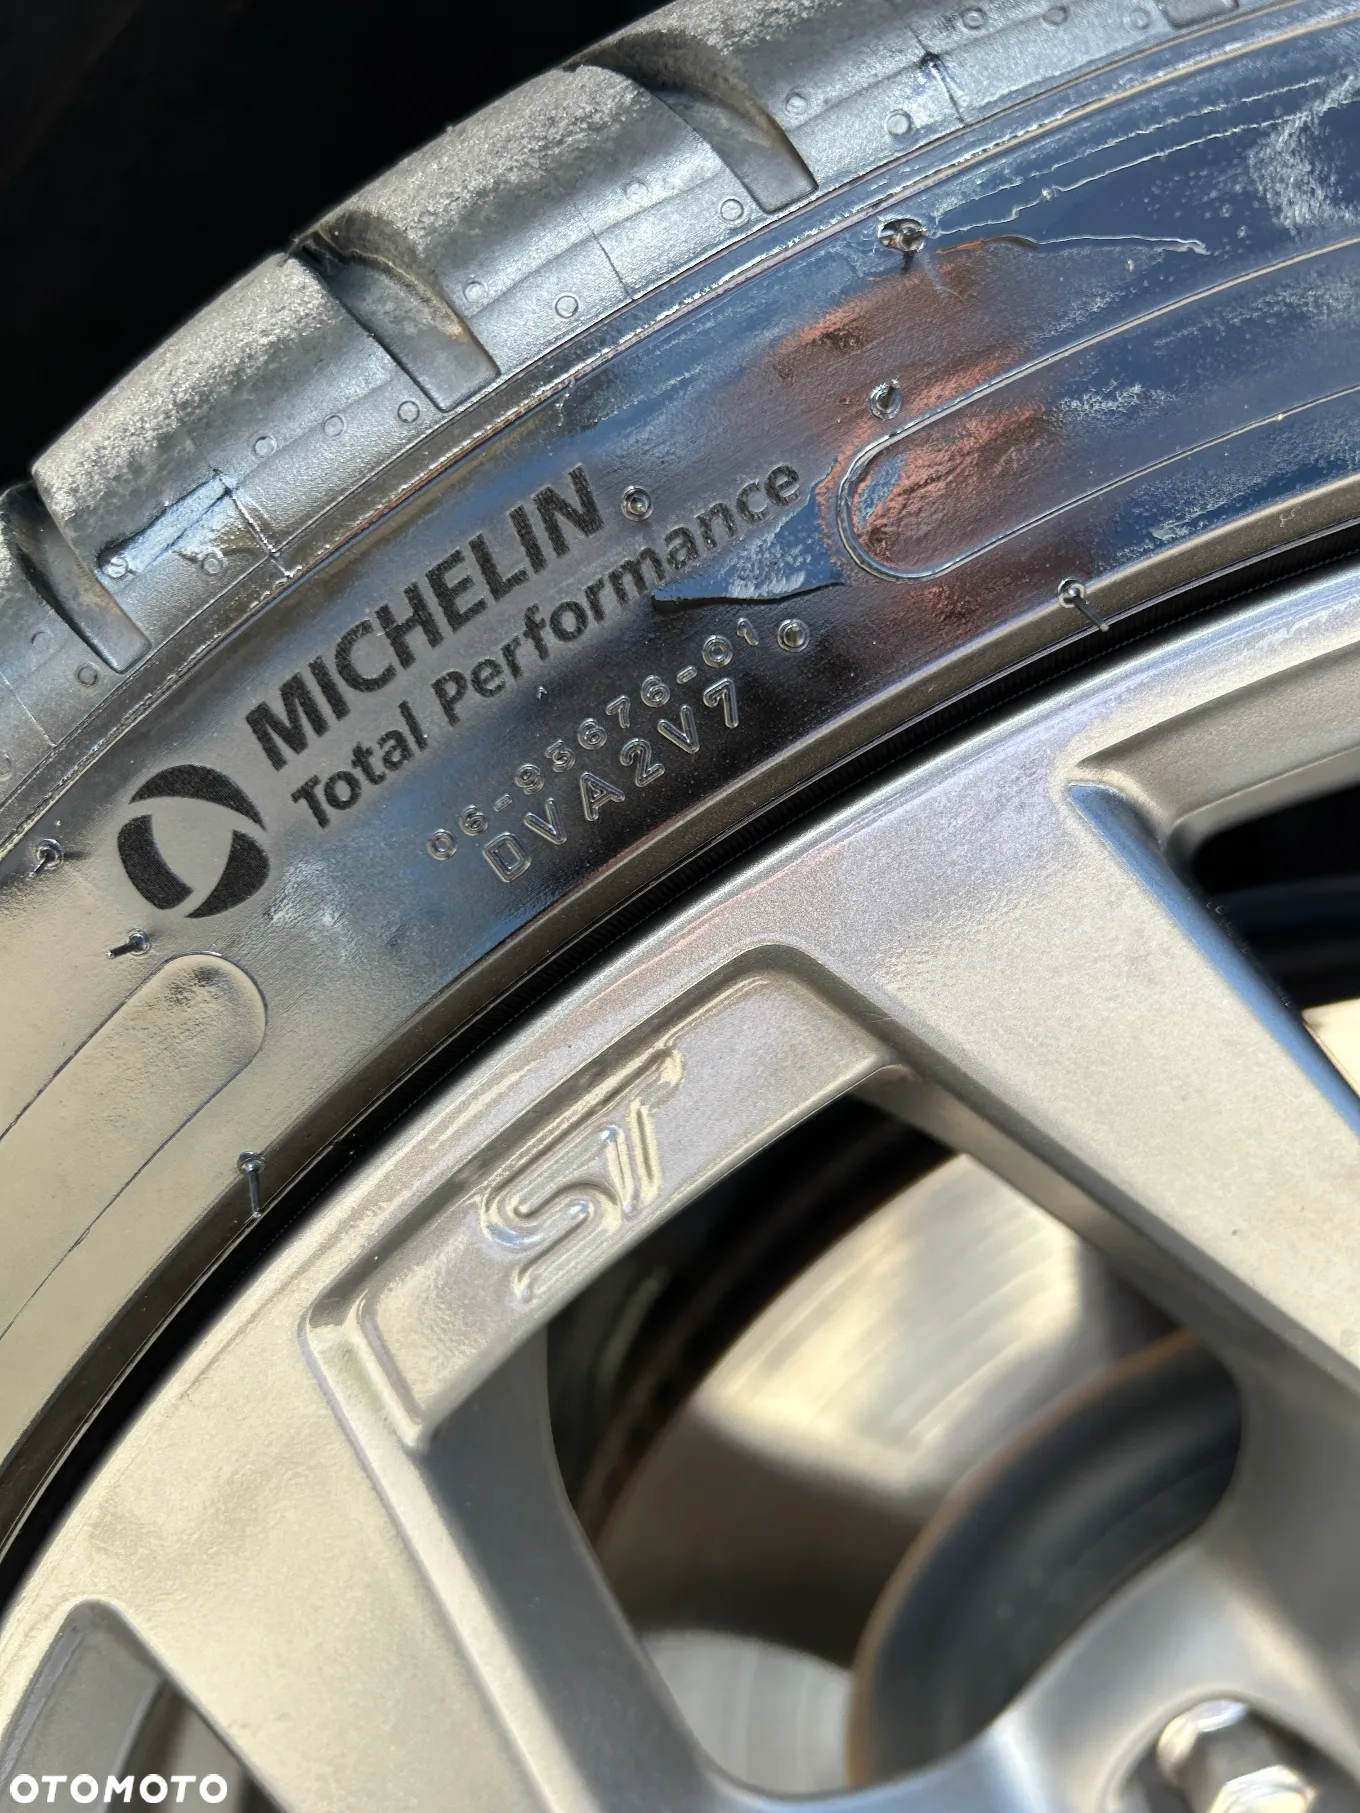 MICHELIN
Total Performance
06-93676-01
DVA2V7
ST
OTOMOTO